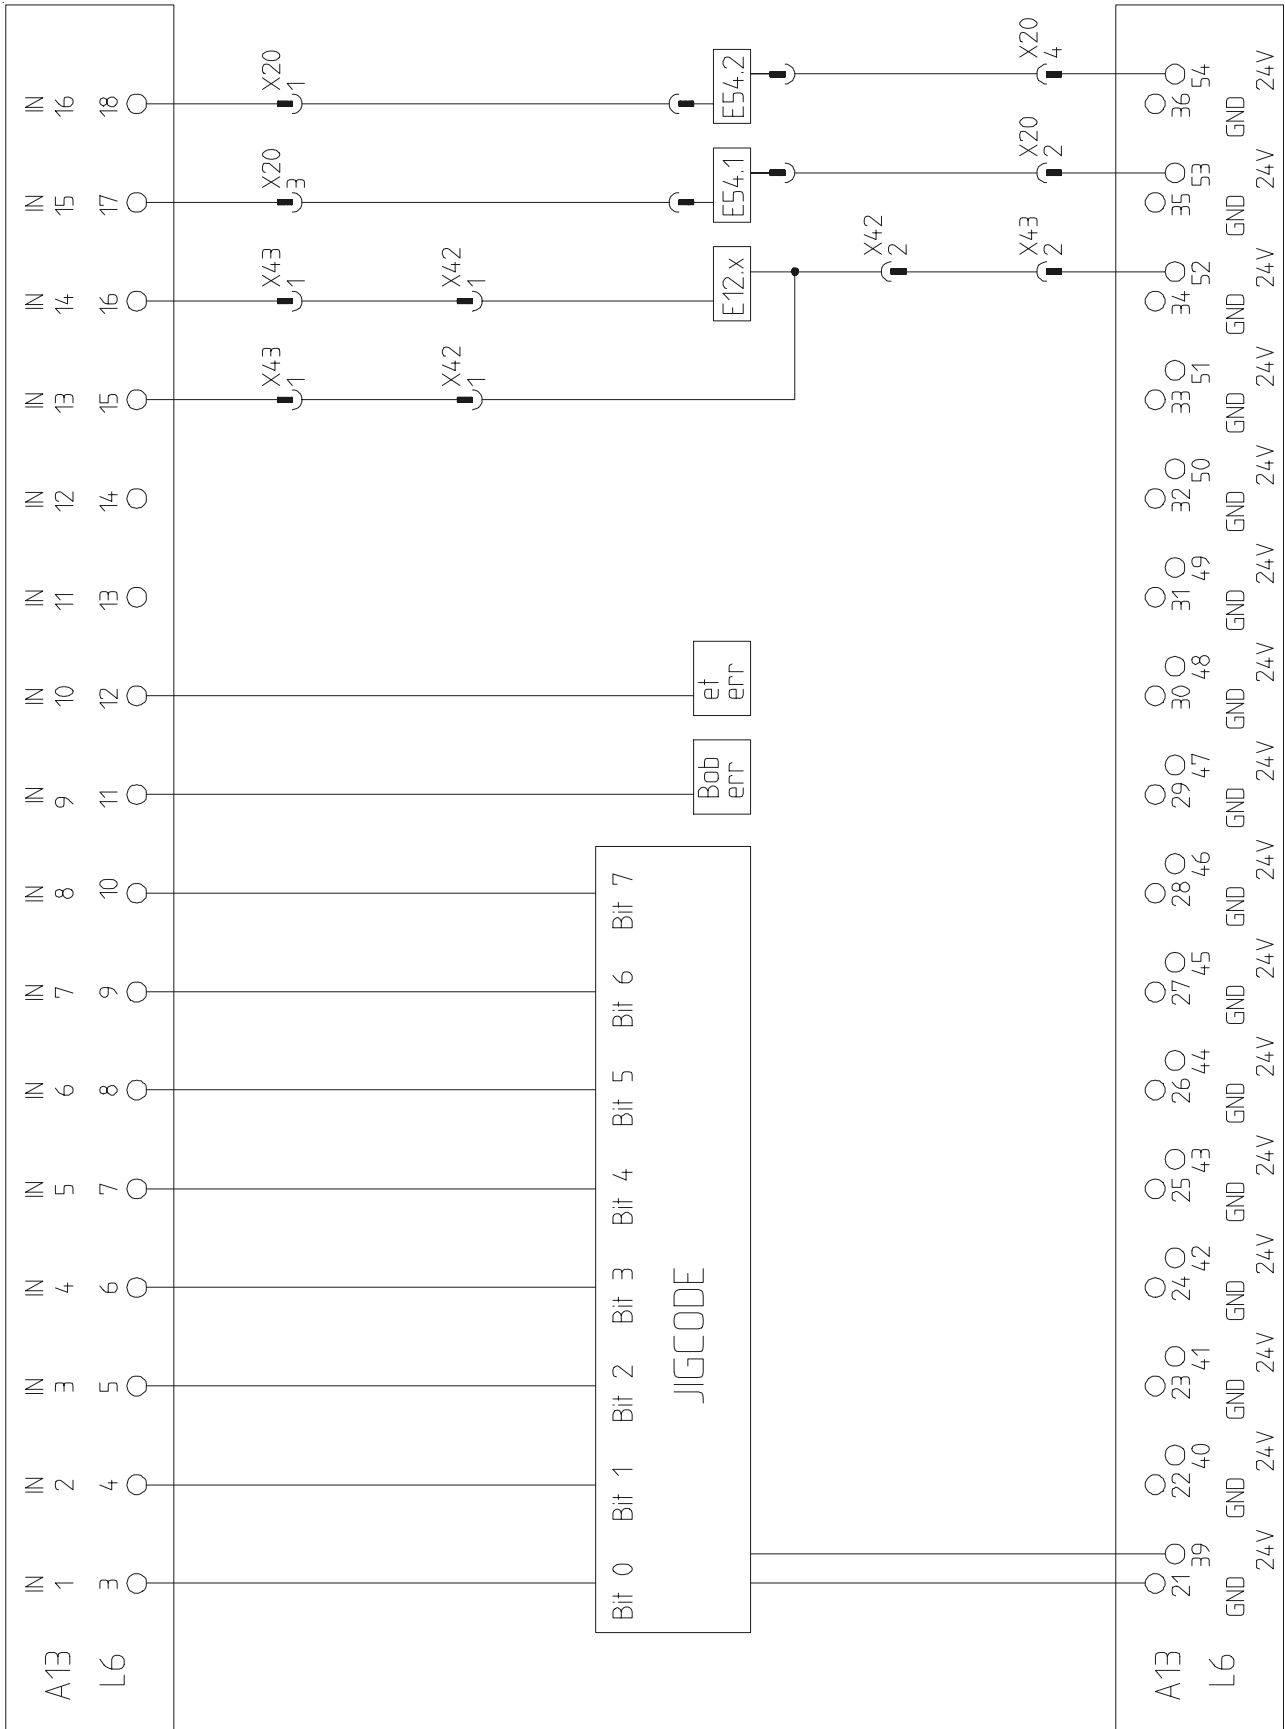 IN IN IN IN IN IN IN IN IN IN IN IN IN IN IN IN
A13 1 2 3 4 5 6 7 8 9 10 11 12 13 14 15 16
L6 3 4 5 6 7 8 9 10 11 12 13 14 15 16 17 18
X43 X43 X20 X20
1 1 3 1
X42 X42
1 1
Bit 0 Bit 1 Bit 2 Bit 3 Bit 4 Bit 5 Bit 6 Bit 7
JIGCODE
Bob
err
et
err
E12.x E54.1 E54.2
X42
2
X43 X20 X20
2 2 4
A13 21 22 23 24 25 26 27 28 29 30 31 32 33 34 35 36
39 40 41 42 43 44 45 46 47 48 49 50 51 52 53 54
L6 GND GND GND GND GND GND GND GND GND GND GND GND GND GND GND GND
24V 24V 24V 24V 24V 24V 24V 24V 24V 24V 24V 24V 24V 24V 24V 24V